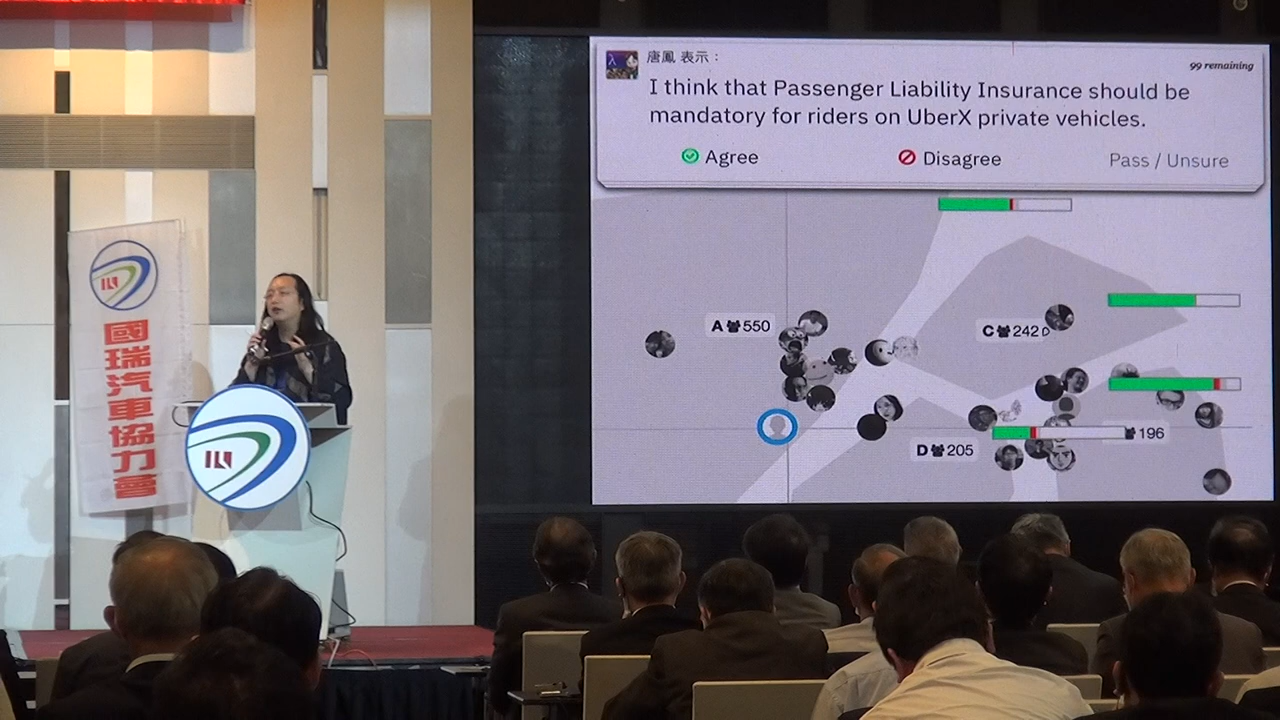 唐鳳 表示：
99 remaining
I think that Passenger Liability Insurance should be
mandatory for riders on UberX private vehicles.
Agree
Disagree
Pass / Unsure
A 550
C 242
D 205
196
國瑞汽車協力會